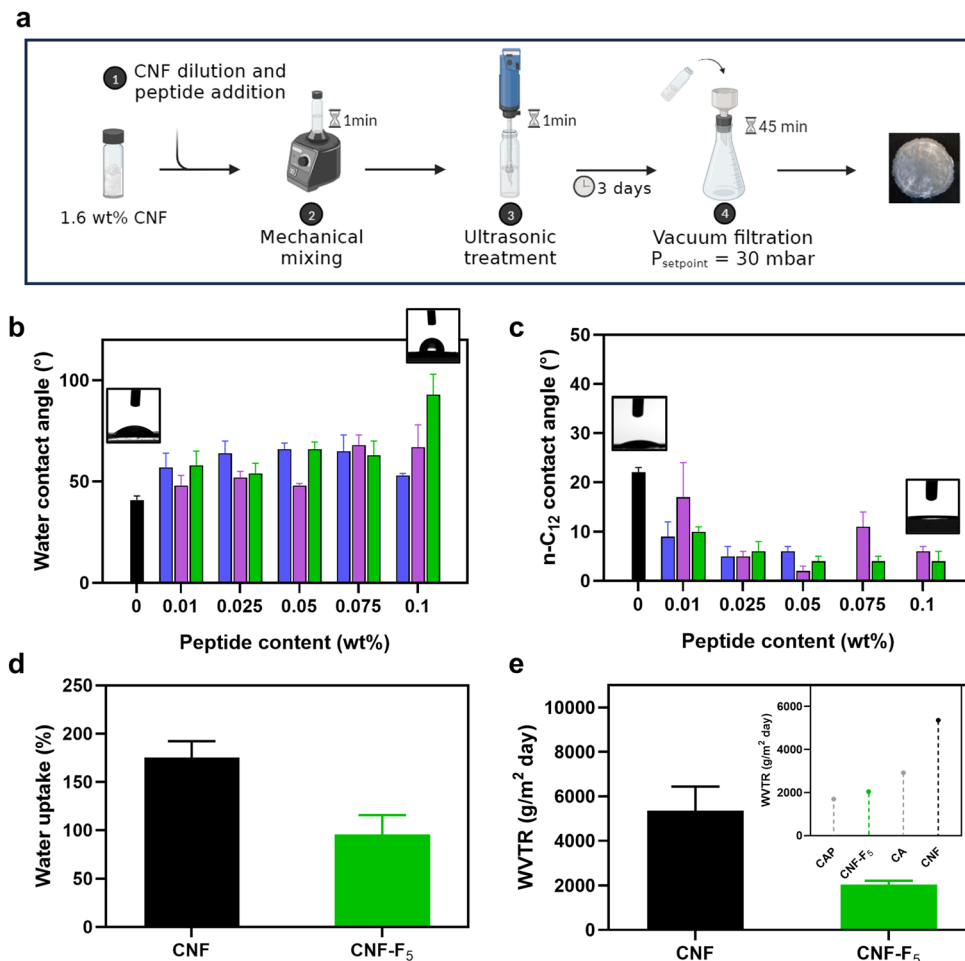 a
1 CNF dilution and
peptide addition
1min
1min
45 min
3 days
1.6 wt% CNF
2
Mechanical
mixing
3
Ultrasonic
treatment
4
Vacuum filtration
Psetpoint = 30 mbar
b
Water contact angle (°)
100
50
0
0 0.01 0.025 0.05 0.075 0.1
Peptide content (wt%)
c
n-C12 contact angle (°)
50
40
30
20
10
0
0 0.01 0.025 0.05 0.075 0.1
Peptide content (wt%)
d
Water uptake (%)
250
200
150
100
50
0
CNF CNF-F5
e
WVTR (g/m2 day)
10000
8000
6000
4000
2000
0
CNF CNF-F5
WVTR (g/m2 day)
6000
4000
2000
0
CAP CNF-F5 CA CNF